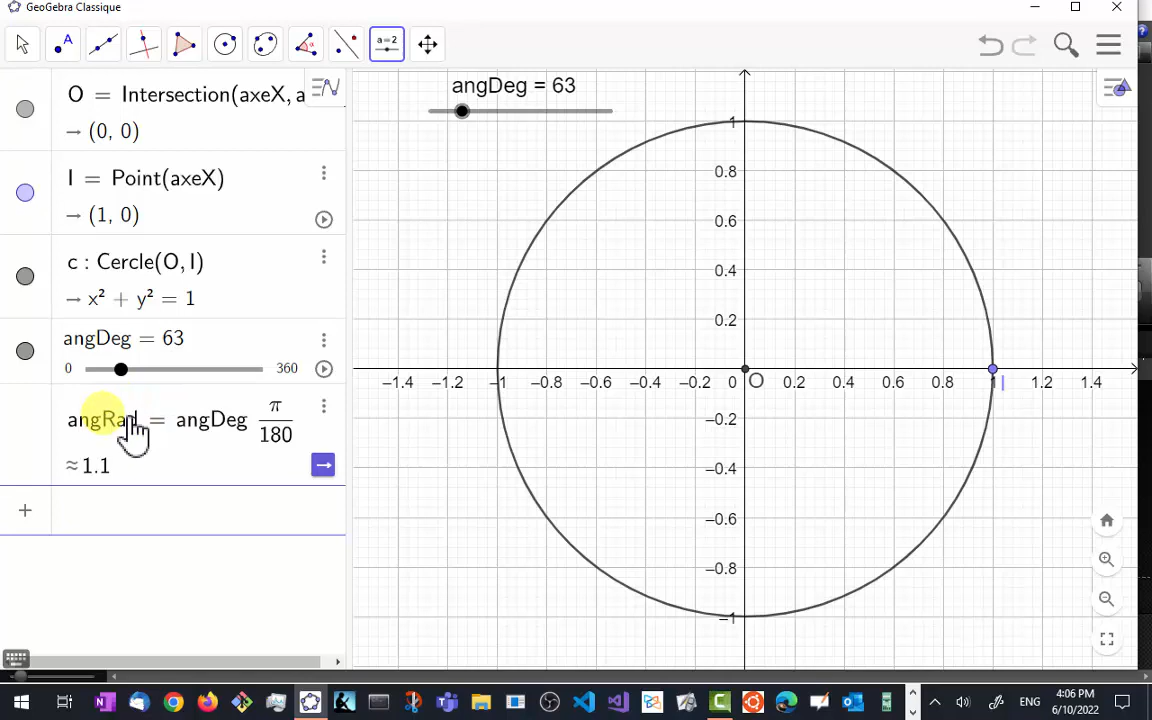 GeoGebra Classique
A
α
a=2
O = Intersection(axeX, a
→ (0, 0)
I = Point(axeX)
→ (1, 0)
c : Cercle(O, I)
→ x² + y² = 1
angDeg = 63
0 360
angRad = angDeg π/180
≈ 1.1
+
angDeg = 63
1
0.8
0.6
0.4
0.2
−1.4 −1.2 −1 −0.8 −0.6 −0.4 −0.2 0 O 0.2 0.4 0.6 0.8 1 I 1.2 1.4
−0.2
−0.4
−0.6
−0.8
−1
ENG
4:06 PM
6/10/2022